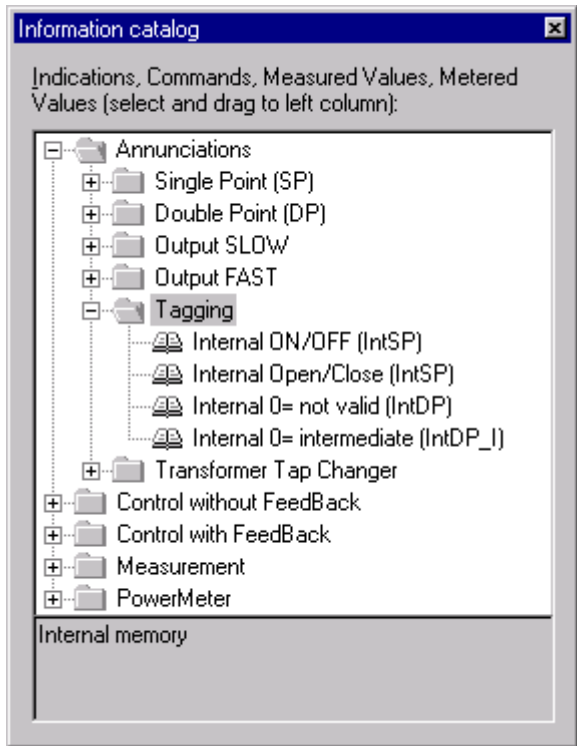 Information catalog
Indications, Commands, Measured Values, Metered
Values (select and drag to left column):
Annunciations
Single Point (SP)
Double Point (DP)
Output SLOW
Output FAST
Tagging
Internal ON/OFF (IntSP)
Internal Open/Close (IntSP)
Internal 0= not valid (IntDP)
Internal 0= intermediate (IntDP_I)
Transformer Tap Changer
Control without FeedBack
Control with FeedBack
Measurement
PowerMeter
Internal memory